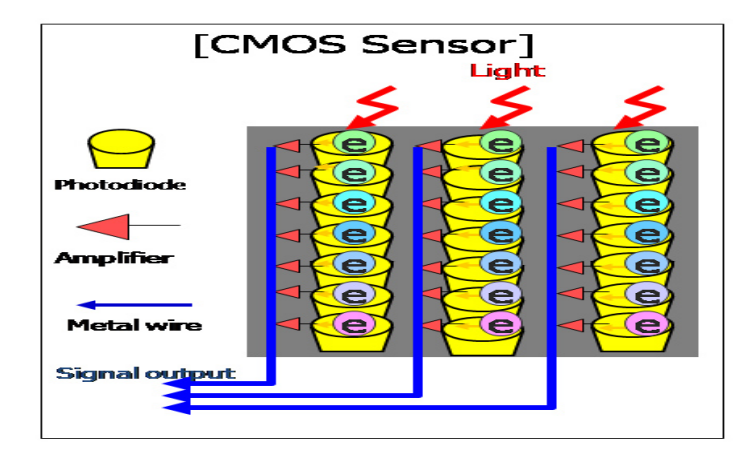 [CMOS Sensor]
Light
e e e
e e e
Photodiode
e e e
e e e
Amplifier
e e e
e e e
Metal wire
e e e
Signal output